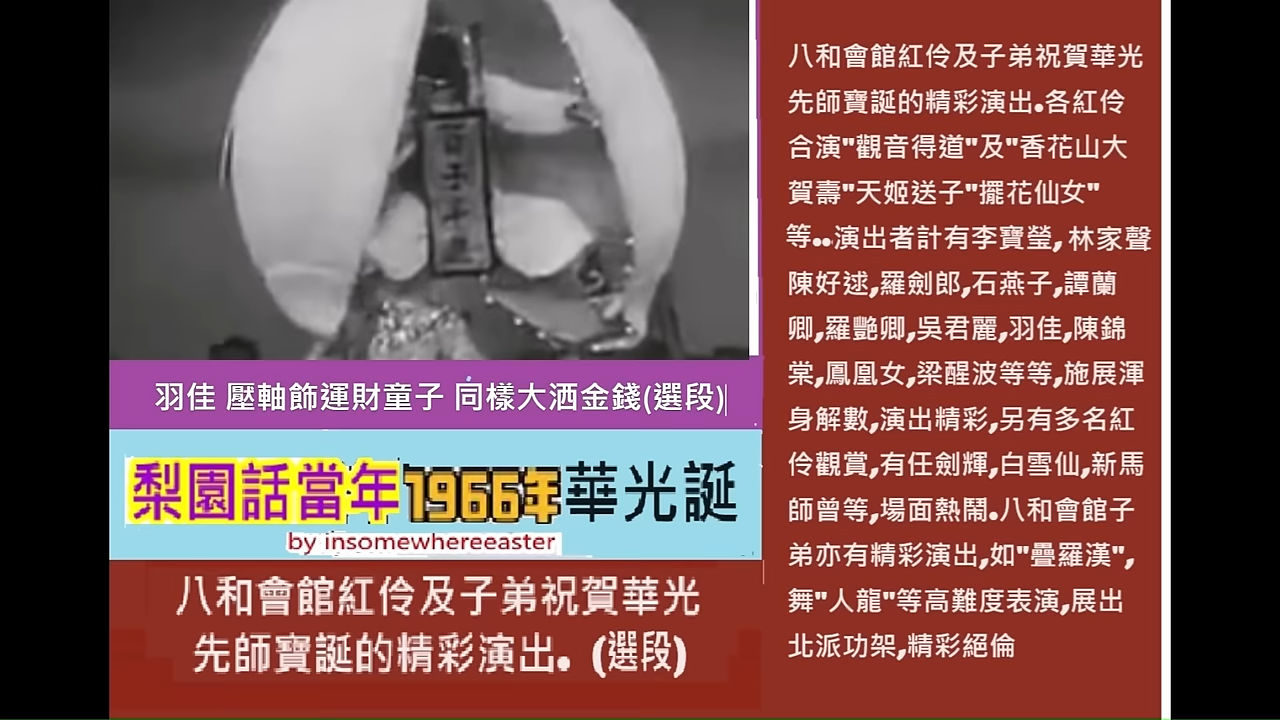 羽佳 壓軸飾運財童子 同樣大洒金錢(選段)
梨園話當年1966年華光誕
by insomewhereeaster
八和會館紅伶及子弟祝賀華光
先師寶誕的精彩演出. (選段)
八和會館紅伶及子弟祝賀華光
先師寶誕的精彩演出.各紅伶
合演"觀音得道"及"香花山大
賀壽"天姬送子"擺花仙女"
等..演出者計有李寶瑩,林家聲
陳好逑,羅劍郎,石燕子,譚蘭
卿,羅艷卿,吳君麗,羽佳,陳錦
棠,鳳凰女,梁醒波等等,施展渾
身解數,演出精彩,另有多名紅
伶觀賞,有任劍輝,白雪仙,新馬
師曾等,場面熱鬧.八和會館子
弟亦有精彩演出,如"疊羅漢",
舞"人龍"等高難度表演,展出
北派功架,精彩絕倫